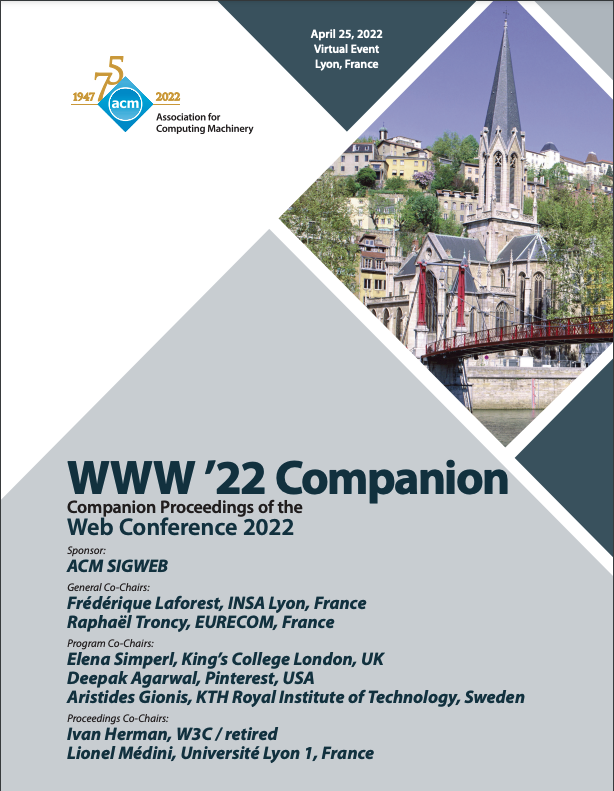 April 25, 2022
Virtual Event
Lyon, France
75
1947 acm 2022
Association for
Computing Machinery
WWW ’22 Companion
Companion Proceedings of the
Web Conference 2022
Sponsor:
ACM SIGWEB
General Co-Chairs:
Frédérique Laforest, INSA Lyon, France
Raphaël Troncy, EURECOM, France
Program Co-Chairs:
Elena Simperl, King’s College London, UK
Deepak Agarwal, Pinterest, USA
Aristides Gionis, KTH Royal Institute of Technology, Sweden
Proceedings Co-Chairs:
Ivan Herman, W3C / retired
Lionel Médini, Université Lyon 1, France